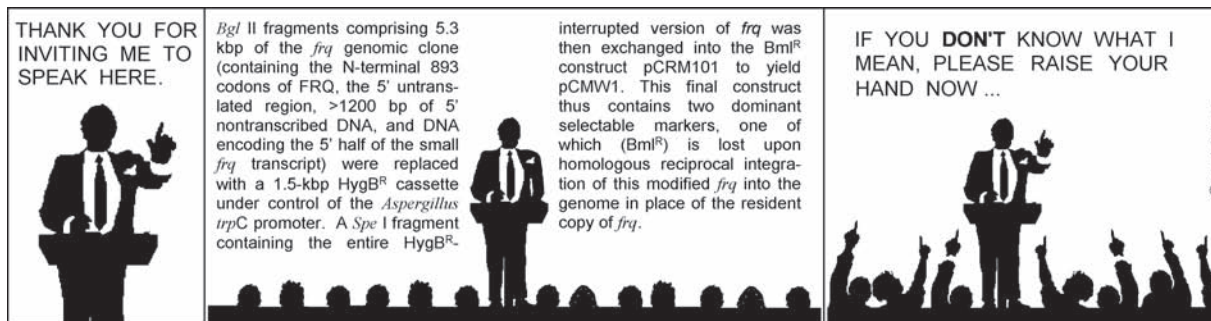 THANK YOU FOR
INVITING ME TO
SPEAK HERE.
Bgl II fragments comprising 5.3
kbp of the frq genomic clone
(containing the N-terminal 893
codons of FRQ, the 5' untrans-
lated region, >1200 bp of 5'
nontranscribed DNA, and DNA
encoding the 5' half of the small
frq transcript) were replaced
with a 1.5-kbp HygBᴿ cassette
under control of the Aspergillus
trpC promoter. A Spe I fragment
containing the entire HygBᴿ-
interrupted version of frq was
then exchanged into the Bmlᴿ
construct pCRM101 to yield
pCMW1. This final construct
thus contains two dominant
selectable markers, one of
which (Bmlᴿ) is lost upon
homologous reciprocal integra-
tion of this modified frq into the
genome in place of the resident
copy of frq.
IF YOU DON'T KNOW WHAT I
MEAN, PLEASE RAISE YOUR
HAND NOW ...